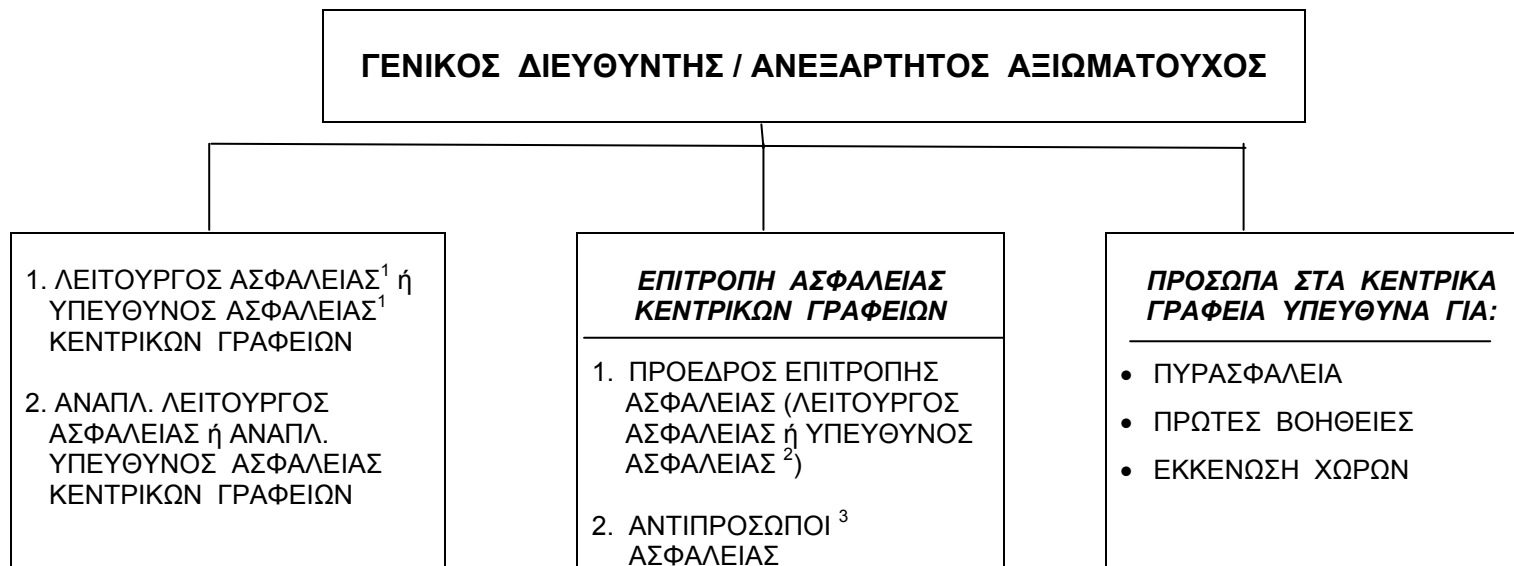 ΓΕΝΙΚΟΣ ΔΙΕΥΘΥΝΤΗΣ / ΑΝΕΞΑΡΤΗΤΟΣ ΑΞΙΩΜΑΤΟΥΧΟΣ
1. ΛΕΙΤΟΥΡΓΟΣ ΑΣΦΑΛΕΙΑΣ¹ ή
ΥΠΕΥΘΥΝΟΣ ΑΣΦΑΛΕΙΑΣ¹
ΚΕΝΤΡΙΚΩΝ ΓΡΑΦΕΙΩΝ
2. ΑΝΑΠΛ. ΛΕΙΤΟΥΡΓΟΣ
ΑΣΦΑΛΕΙΑΣ ή ΑΝΑΠΛ.
ΥΠΕΥΘΥΝΟΣ ΑΣΦΑΛΕΙΑΣ
ΚΕΝΤΡΙΚΩΝ ΓΡΑΦΕΙΩΝ
ΕΠΙΤΡΟΠΗ ΑΣΦΑΛΕΙΑΣ
ΚΕΝΤΡΙΚΩΝ ΓΡΑΦΕΙΩΝ
1. ΠΡΟΕΔΡΟΣ ΕΠΙΤΡΟΠΗΣ
ΑΣΦΑΛΕΙΑΣ (ΛΕΙΤΟΥΡΓΟΣ
ΑΣΦΑΛΕΙΑΣ ή ΥΠΕΥΘΥΝΟΣ
ΑΣΦΑΛΕΙΑΣ ²)
2. ΑΝΤΙΠΡΟΣΩΠΟΙ ³
ΑΣΦΑΛΕΙΑΣ
ΠΡΟΣΩΠΑ ΣΤΑ ΚΕΝΤΡΙΚΑ
ΓΡΑΦΕΙΑ ΥΠΕΥΘΥΝΑ ΓΙΑ:
• ΠΥΡΑΣΦΑΛΕΙΑ
• ΠΡΩΤΕΣ ΒΟΗΘΕΙΕΣ
• ΕΚΚΕΝΩΣΗ ΧΩΡΩΝ